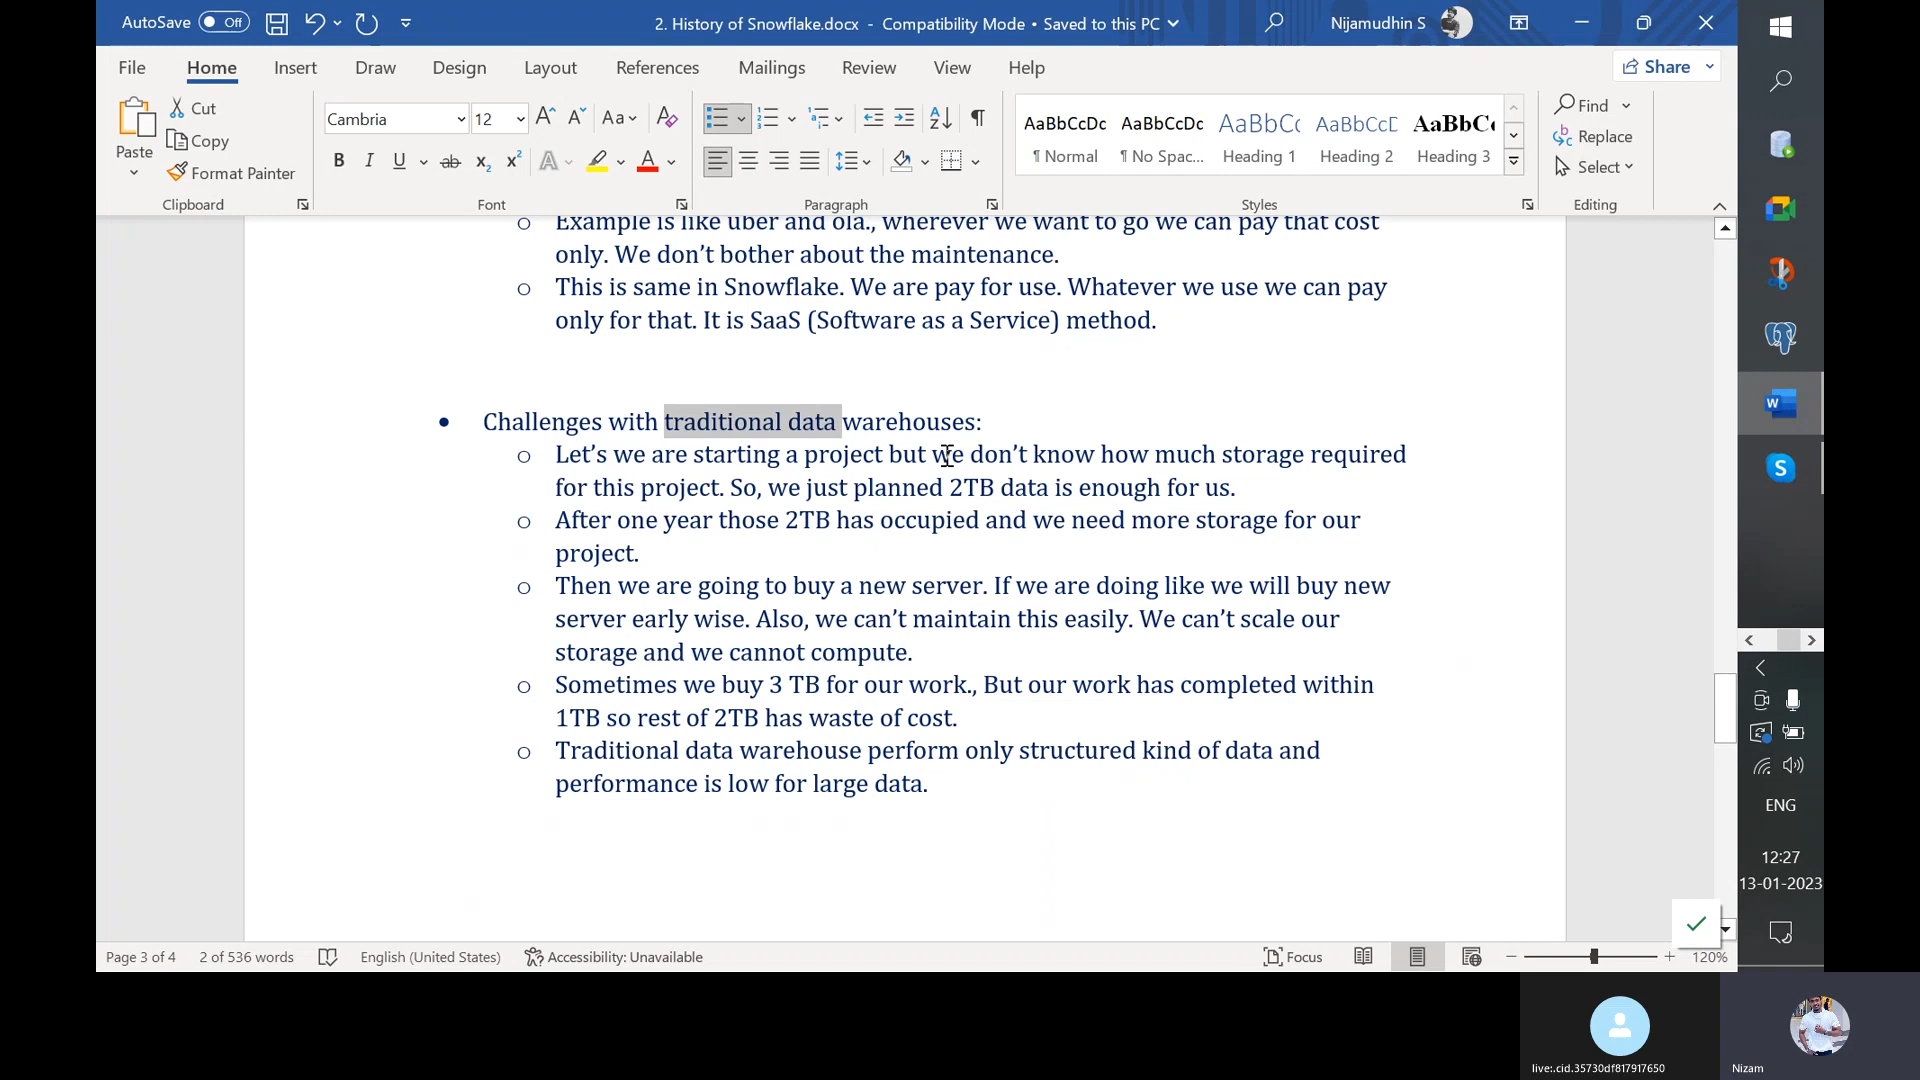 AutoSave Off 2. History of Snowflake.docx - Compatibility Mode • Saved to this PC Nijamudhin S
File Home Insert Draw Design Layout References Mailings Review View Help Share
Paste Cut Copy Format Painter
Cambria 12 Aa
B I U ab x₂ x² A A
AaBbCcDc AaBbCcDc AaBbCc AaBbCcD AaBbC
¶ Normal ¶ No Spac... Heading 1 Heading 2 Heading 3
Find
Replace
Select
Clipboard Font Paragraph Styles Editing
o Example is like uber and ola., wherever we want to go we can pay that cost
only. We don’t bother about the maintenance.
o This is same in Snowflake. We are pay for use. Whatever we use we can pay
only for that. It is SaaS (Software as a Service) method.
• Challenges with traditional data warehouses:
o Let’s we are starting a project but we don’t know how much storage required
for this project. So, we just planned 2TB data is enough for us.
o After one year those 2TB has occupied and we need more storage for our
project.
o Then we are going to buy a new server. If we are doing like we will buy new
server early wise. Also, we can’t maintain this easily. We can’t scale our
storage and we cannot compute.
o Sometimes we buy 3 TB for our work., But our work has completed within
1TB so rest of 2TB has waste of cost.
o Traditional data warehouse perform only structured kind of data and
performance is low for large data.
Page 3 of 4 2 of 536 words English (United States) Accessibility: Unavailable Focus 120%
ENG
12:27
13-01-2023
live:.cid.35730df817917650
Nizam